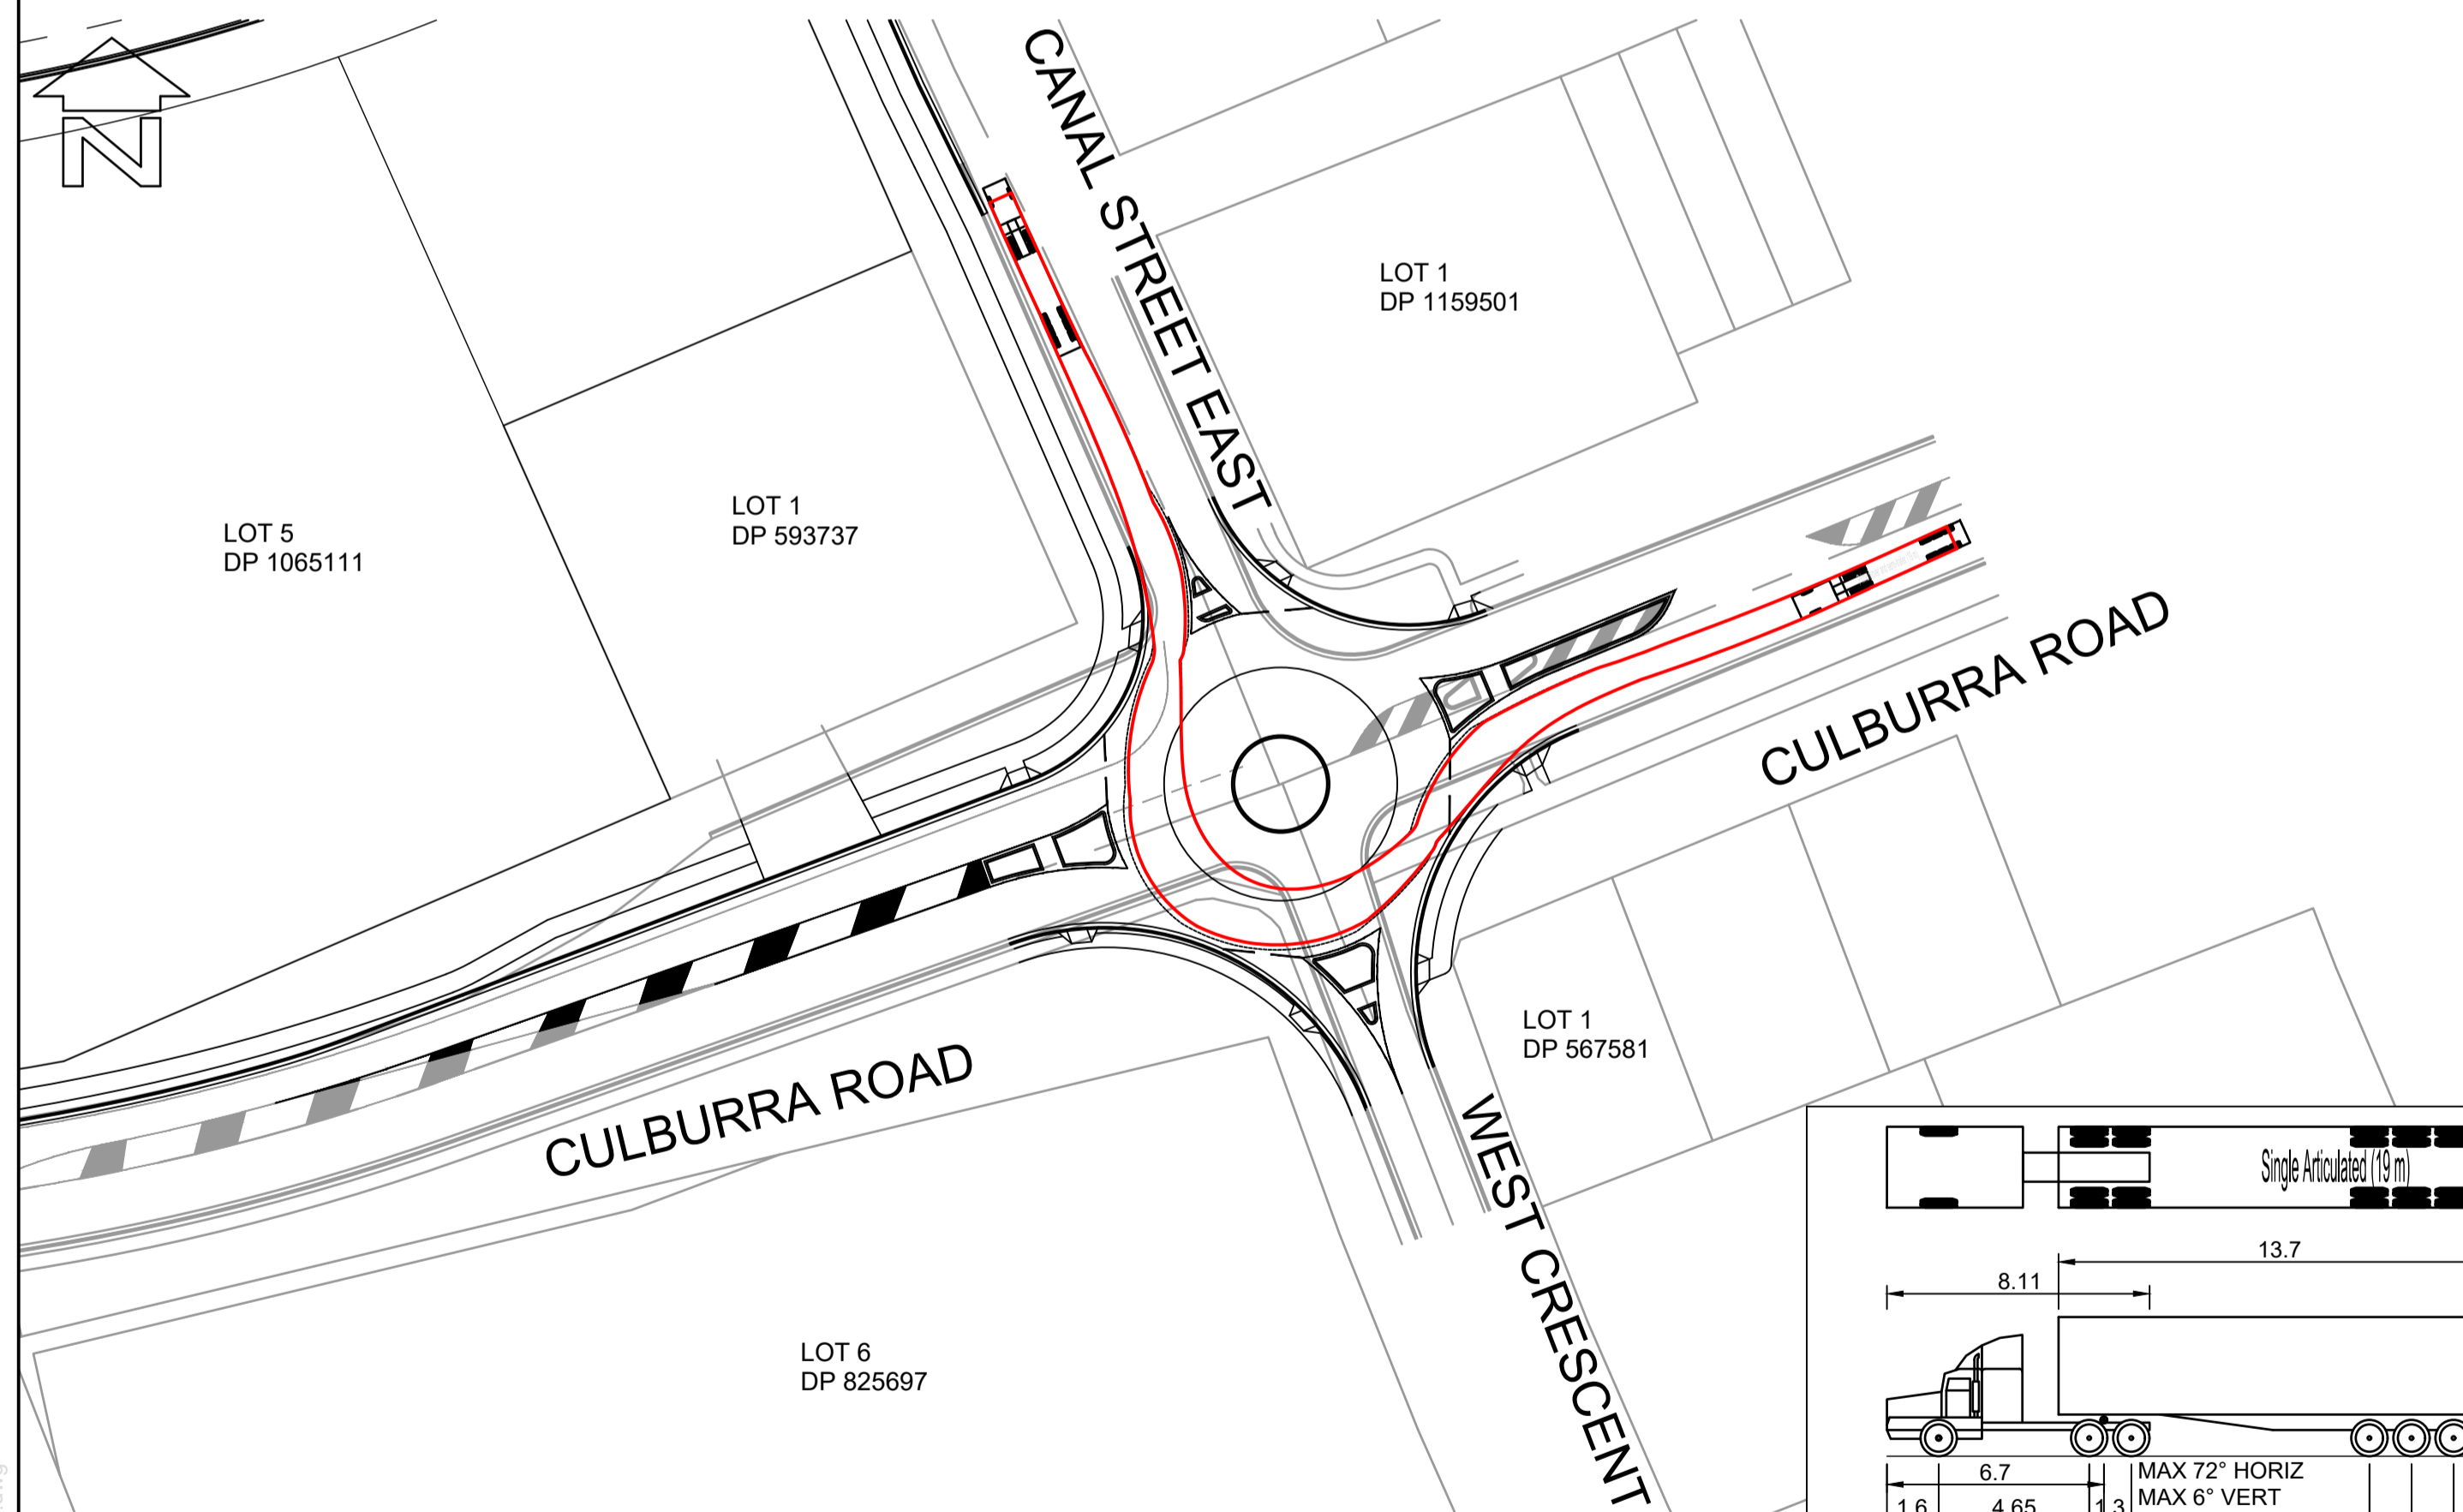 N
CANAL STREET EAST
LOT 1
DP 1159501
LOT 1
DP 593737
LOT 5
DP 1065111
CULBURRA ROAD
CULBURRA ROAD
LOT 1
DP 567581
WEST CRESCENT
LOT 6
DP 825697
Single Articulated (19 m)
13.7
8.11
6.7
MAX 72° HORIZ
MAX 6° VERT
1.6
4.65
1.3